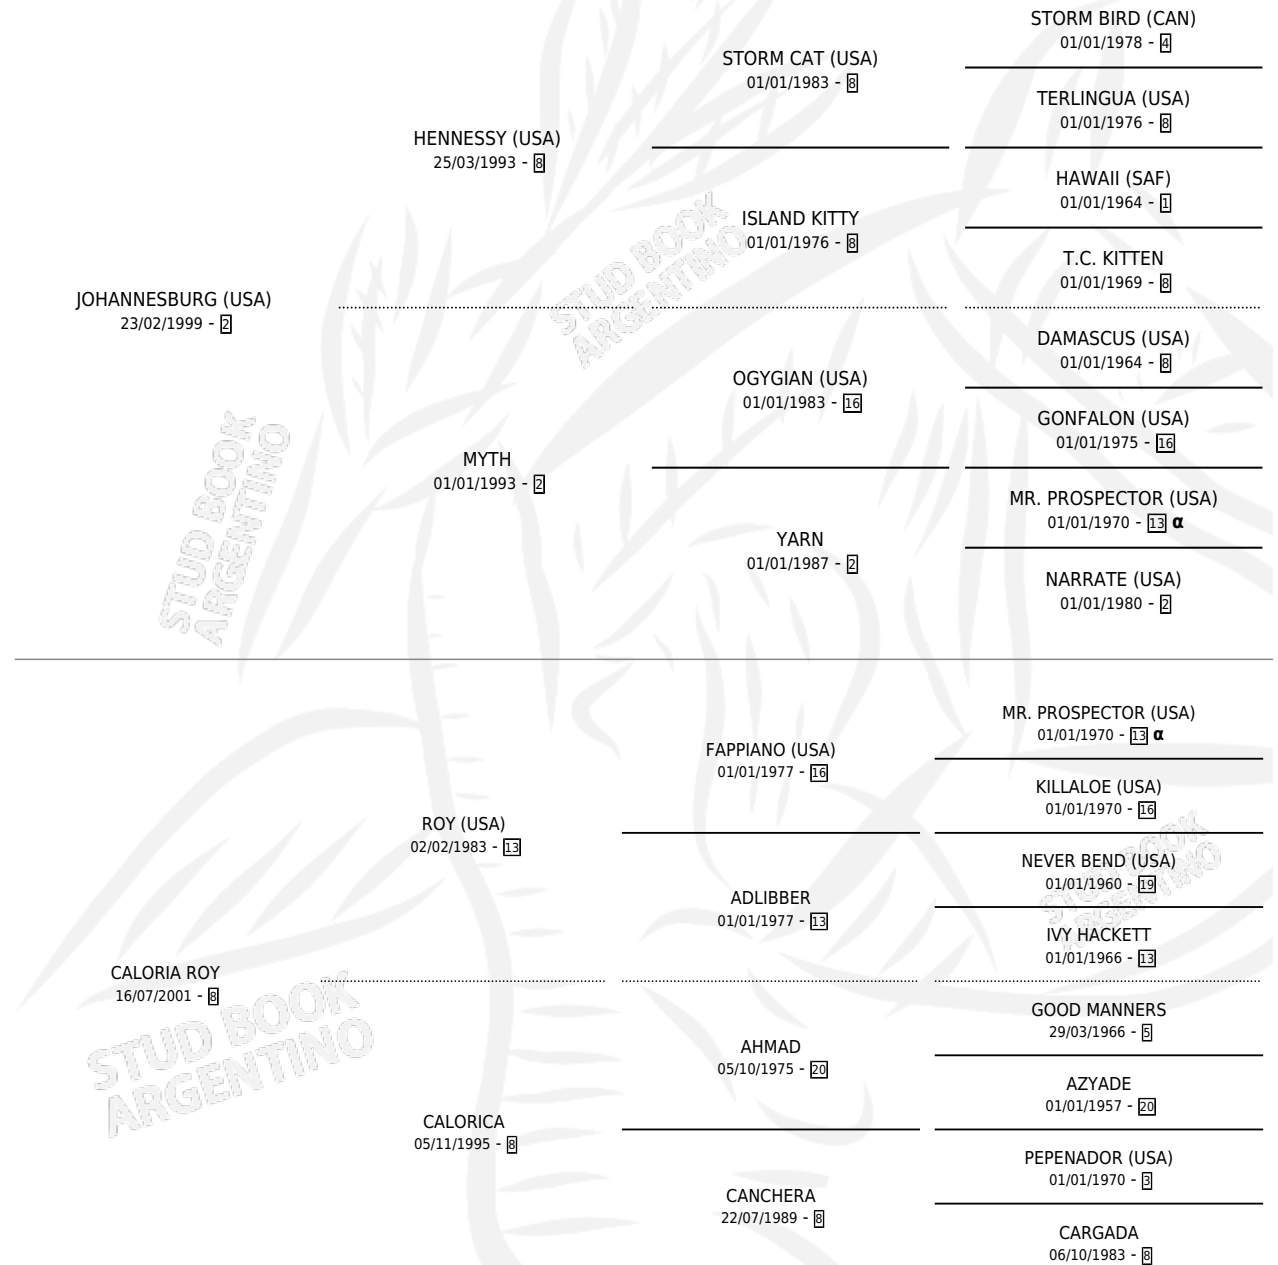 STORM BIRD (CAN)
01/01/1978 - 4
STORM CAT (USA)
01/01/1983 - 8
TERLINGUA (USA)
01/01/1976 - 8
HENNESSY (USA)
25/03/1993 - 8
HAWAII (SAF)
01/01/1964 - 1
ISLAND KITTY
01/01/1976 - 8
T.C. KITTEN
01/01/1969 - 8
STUD BOOK
ARGENTINO
JOHANNESBURG (USA)
23/02/1999 - 2
DAMASCUS (USA)
01/01/1964 - 8
OGYGIAN (USA)
01/01/1983 - 16
GONFALON (USA)
01/01/1975 - 16
MYTH
01/01/1993 - 2
MR. PROSPECTOR (USA)
01/01/1970 - 13 α
YARN
01/01/1987 - 2
NARRATE (USA)
01/01/1980 - 2
STUD BOOK
ARGENTINO
MR. PROSPECTOR (USA)
01/01/1970 - 13 α
FAPPIANO (USA)
01/01/1977 - 16
KILLALOE (USA)
01/01/1970 - 16
ROY (USA)
02/02/1983 - 13
NEVER BEND (USA)
01/01/1960 - 19
ADLIBBER
01/01/1977 - 13
IVY HACKETT
01/01/1966 - 13
STUD BOOK
ARGENTINO
CALORIA ROY
16/07/2001 - 8
GOOD MANNERS
29/03/1966 - 5
AHMAD
05/10/1975 - 20
AZYADE
01/01/1957 - 20
STUD BOOK
ARGENTINO
CALORICA
05/11/1995 - 8
PEPENADOR (USA)
01/01/1970 - 3
CANCHERA
22/07/1989 - 8
CARGADA
06/10/1983 - 8